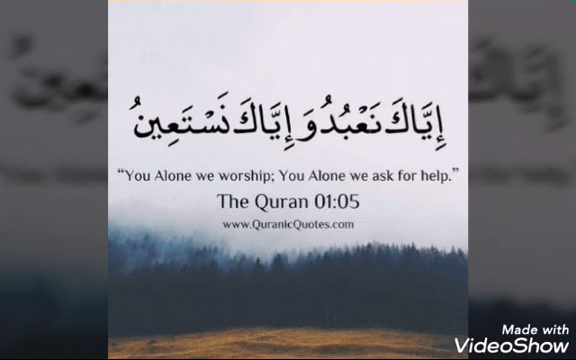 إِيَّاكَ نَعْبُدُ وَ إِيَّاكَ نَسْتَعِينُ
“You Alone we worship; You Alone we ask for help.”
The Quran 01:05
www.QuranicQuotes.com
Made with
VideoShow